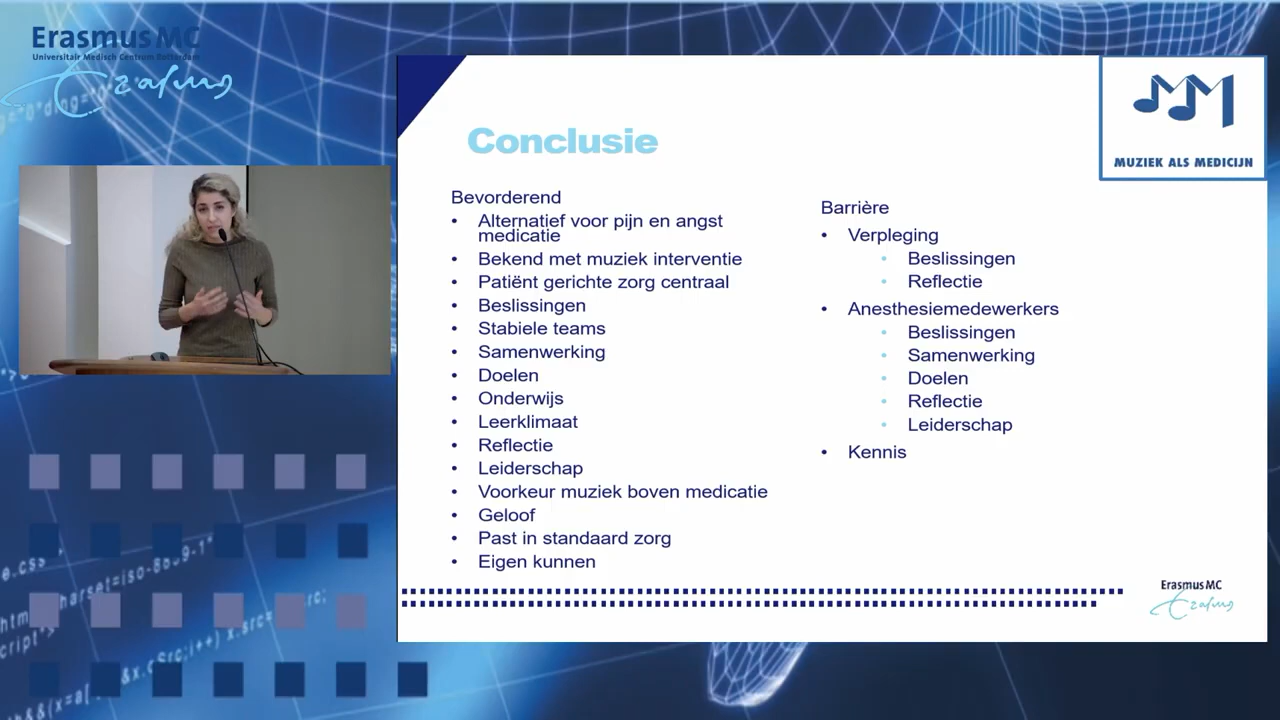 Erasmus MC
Universitair Medisch Centrum Rotterdam
Erasmus
MUZIEK ALS MEDICIJN
Conclusie
Bevorderend
• Alternatief voor pijn en angst
medicatie
• Bekend met muziek interventie
• Patiënt gerichte zorg centraal
• Beslissingen
• Stabiele teams
• Samenwerking
• Doelen
• Onderwijs
• Leerklimaat
• Reflectie
• Leiderschap
• Voorkeur muziek boven medicatie
• Geloof
• Past in standaard zorg
• Eigen kunnen
Barrière
• Verpleging
• Beslissingen
• Reflectie
• Anesthesiemedewerkers
• Beslissingen
• Samenwerking
• Doelen
• Reflectie
• Leiderschap
• Kennis
Erasmus MC
Erasmus